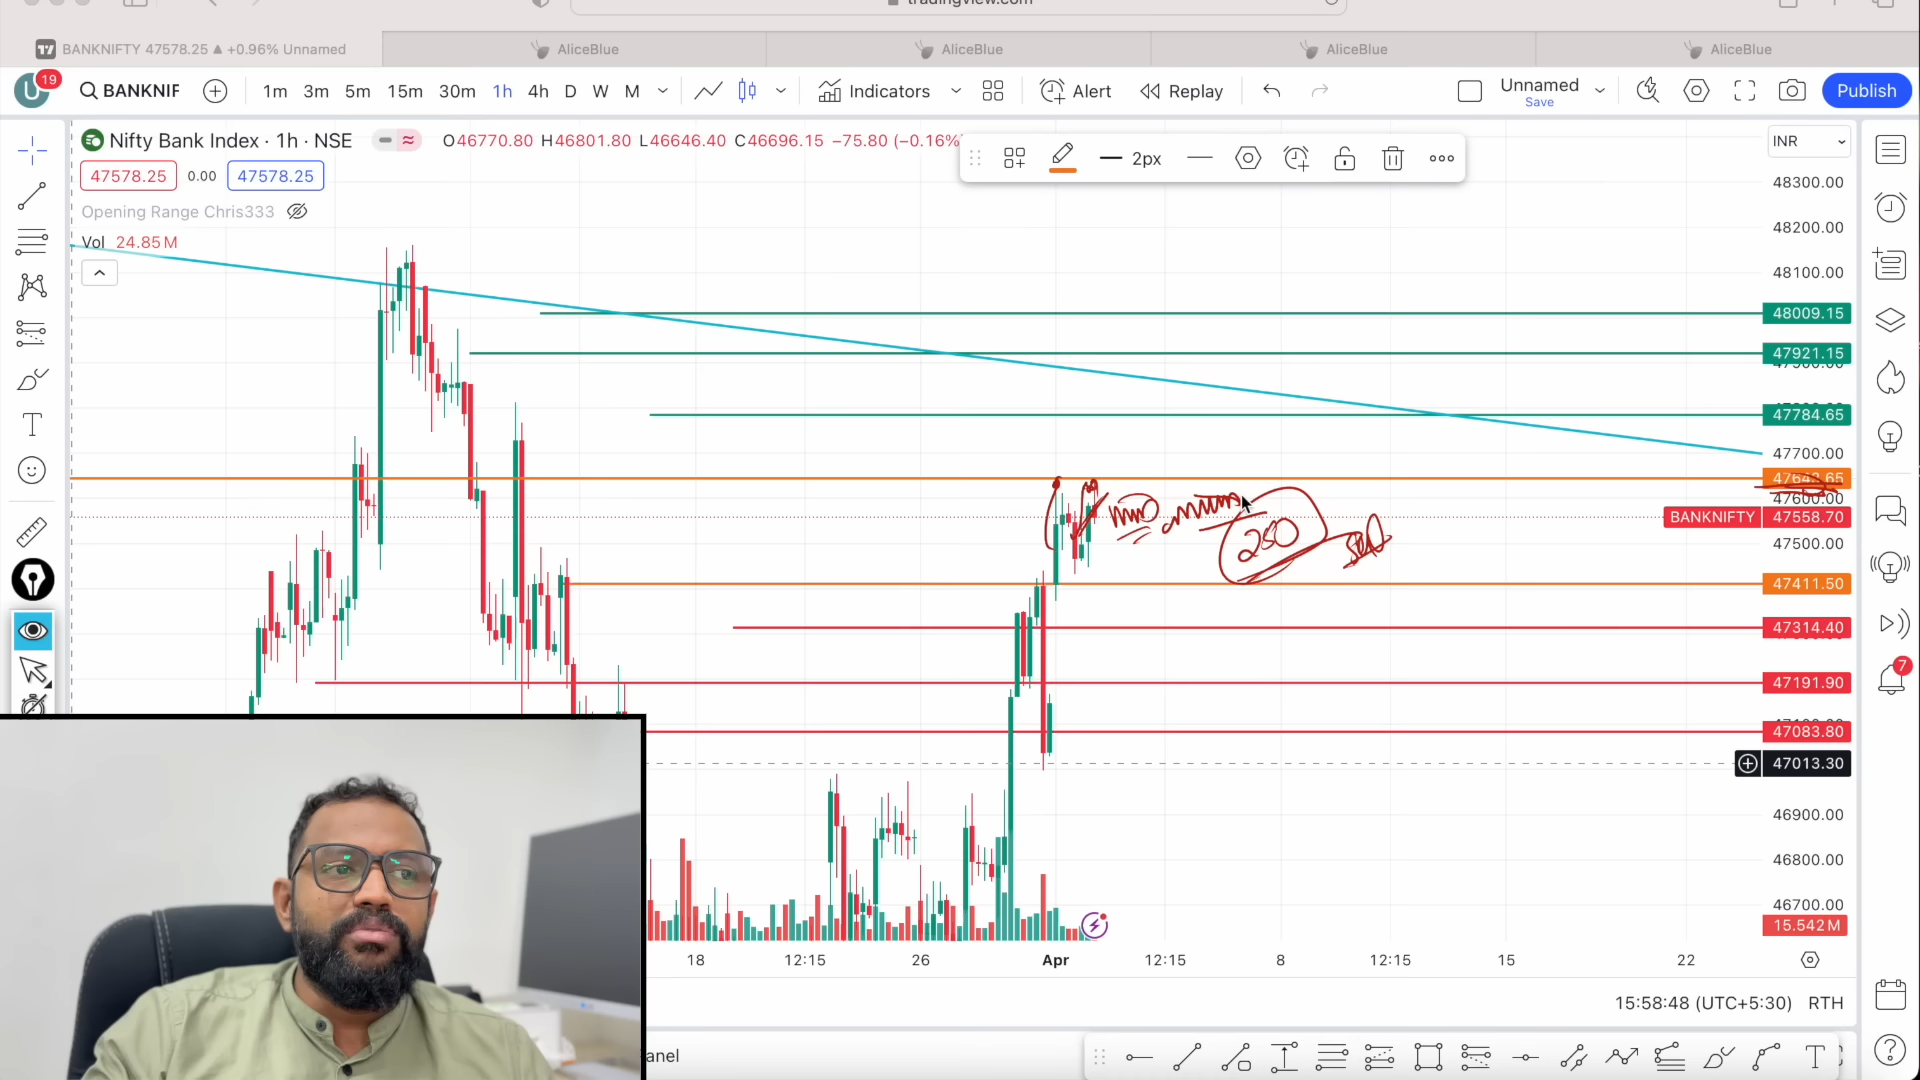 tradingview.com
BANKNIFTY 47578.25 ▲ +0.96% Unnamed
AliceBlue
AliceBlue
AliceBlue
AliceBlue
U
19
BANKNIF
1m 3m 5m 15m 30m 1h 4h D W M
Indicators
Alert
Replay
Unnamed
Save
Publish
Nifty Bank Index · 1h · NSE
O46770.80 H46801.80 L46646.40 C46696.15 −75.80 (−0.16%
2px
INR
47578.25 0.00 47578.25
Opening Range Chris333
Vol 24.85 M
48300.00
48200.00
48100.00
48009.15
47921.15
47784.65
47700.00
47600.00
BANKNIFTY 47558.70
47500.00
250
sell
47411.50
47314.40
47191.90
47083.80
47013.30
46900.00
46800.00
46700.00
15.542 M
7
18 12:15 26 Apr 12:15 8 12:15 15 22
15:58:48 (UTC+5:30) RTH
anel